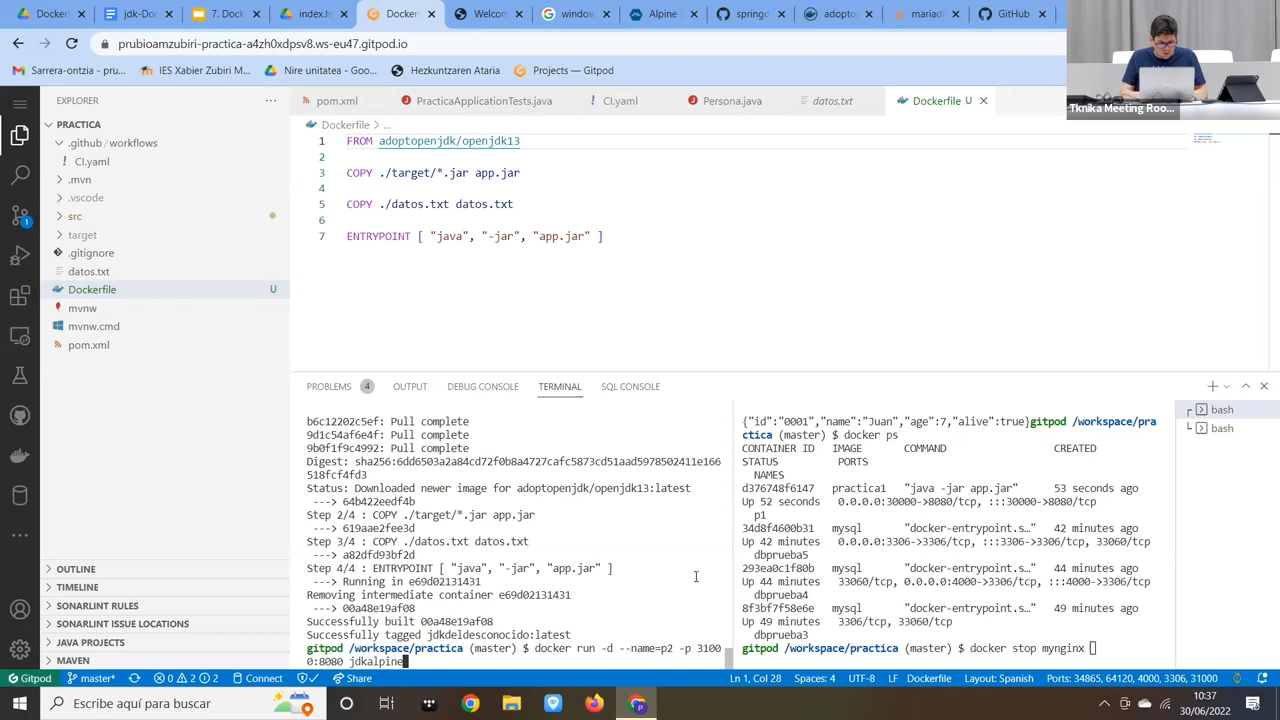 Amazon
Alpine
adoptop
mariadb
GitHub
prubioamzubiri-practica-a4zh0xdpsv8.ws-eu47.gitpod.io
Sarrera-ontzia - pru...
IES Xabier Zubiri M...
Nire unitatea - Goo...
Hezkuntzaren Ataria
Projects — Gitpod
Tknika Meeting Roo...
EXPLORER
PRACTICA
.github / workflows
CI.yaml
.mvn
.vscode
src
target
.gitignore
datos.txt
Dockerfile U
mvnw
mvnw.cmd
pom.xml
OUTLINE
TIMELINE
SONARLINT RULES
SONARLINT ISSUE LOCATIONS
JAVA PROJECTS
MAVEN
pom.xml
PracticaApplicationTests.java
CI.yaml
Persona.java
datos.txt
Dockerfile U
Dockerfile > ...
1 FROM adoptopenjdk/openjdk13
2
3 COPY ./target/*.jar app.jar
4
5 COPY ./datos.txt datos.txt
6
7 ENTRYPOINT [ "java", "-jar", "app.jar" ]
PROBLEMS 4 OUTPUT DEBUG CONSOLE TERMINAL SQL CONSOLE
b6c12202c5ef: Pull complete
9d1c54af6e4f: Pull complete
9b0f1f9c4992: Pull complete
Digest: sha256:6dd6503a2a84cd72f0b8a4727cafc5873cd51aad5978502411e166
518fcf4fd3
Status: Downloaded newer image for adoptopenjdk/openjdk13:latest
---> 64b422eedf4b
Step 2/4 : COPY ./target/*.jar app.jar
---> 619aae2fee3d
Step 3/4 : COPY ./datos.txt datos.txt
---> a82dfd93bf2d
Step 4/4 : ENTRYPOINT [ "java", "-jar", "app.jar" ]
---> Running in e69d02131431
Removing intermediate container e69d02131431
---> 00a48e19af08
Successfully built 00a48e19af08
Successfully tagged jdkdeldesconocido:latest
gitpod /workspace/practica (master) $ docker run -d --name=p2 -p 3100
0:8080 jdkalpine
{"id":"0001","name":"Juan","age":7,"alive":true}gitpod /workspace/pra
ctica (master) $ docker ps
CONTAINER ID IMAGE COMMAND CREATED
STATUS PORTS
NAMES
d376748f6147 practica1 "java -jar app.jar" 53 seconds ago
Up 52 seconds 0.0.0.0:30000->8080/tcp, :::30000->8080/tcp
p1
34d8f4600b31 mysql "docker-entrypoint.s…" 42 minutes ago
Up 42 minutes 0.0.0.0:3306->3306/tcp, :::3306->3306/tcp, 33060/tcp
dbprueba5
293ea0c1f80b mysql "docker-entrypoint.s…" 44 minutes ago
Up 44 minutes 33060/tcp, 0.0.0.0:4000->3306/tcp, :::4000->3306/tcp
dbprueba4
8f3bf7f58e6e mysql "docker-entrypoint.s…" 49 minutes ago
Up 49 minutes 3306/tcp, 33060/tcp
dbprueba3
gitpod /workspace/practica (master) $ docker stop mynginx
bash
bash
Gitpod master* 0 2 2 Connect Share
Ln 1, Col 28 Spaces: 4 UTF-8 LF Dockerfile Layout: Spanish Ports: 34865, 64120, 4000, 3306, 31000
Escribe aquí para buscar
10:37
30/06/2022